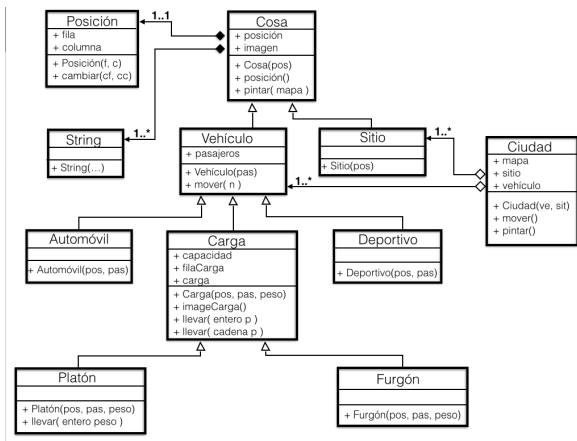 Posición
+ fila
+ columna
+ Posición(f, c)
+ cambiar(cf, cc)
1..1
Cosa
+ posición
+ imagen
+ Cosa(pos)
+ posición()
+ pintar( mapa )
String
+ String(...)
1..*
Vehículo
+ pasajeros
+ Vehículo(pas)
+ mover( n )
Sitio
+ Sitio(pos)
1..*
1..*
Ciudad
+ mapa
+ sitio
+ vehículo
+ Ciudad(ve, sit)
+ mover()
+ pintar()
Automóvil
+ Automóvil(pos, pas)
Carga
+ capacidad
+ filaCarga
+ carga
+ Carga(pos, pas, peso)
+ imageCarga()
+ llevar( entero p )
+ llevar( cadena p )
Deportivo
+ Deportivo(pos, pas)
Platón
+ Platón(pos, pas, peso)
+ llevar( entero peso )
Furgón
+ Furgón(pos, pas, peso)